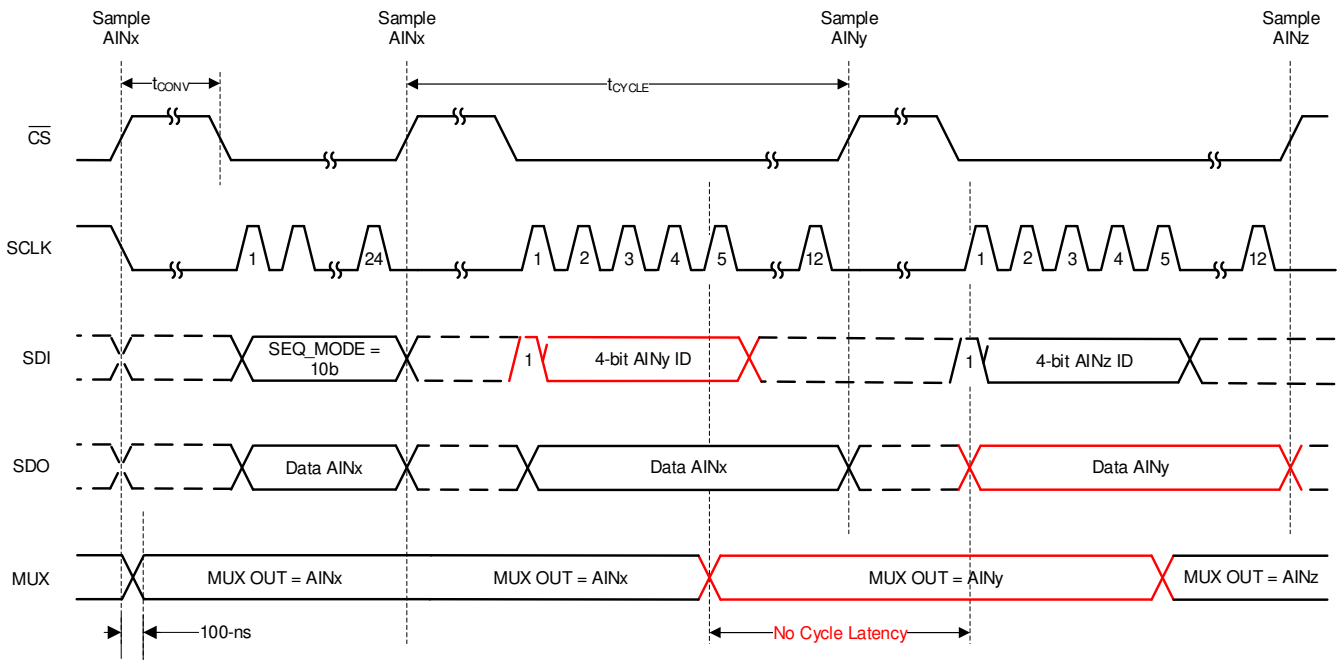 Sample
AINx
Sample
AINx
Sample
AINy
Sample
AINz
tCONV
tCYCLE
CS
SCLK
1
24
1
2
3
4
5
12
1
2
3
4
5
12
SDI
SEQ_MODE =
10b
1
4-bit AINy ID
1
4-bit AINz ID
SDO
Data AINx
Data AINx
Data AINy
MUX
MUX OUT = AINx
MUX OUT = AINx
MUX OUT = AINy
MUX OUT = AINz
100-ns
No Cycle Latency